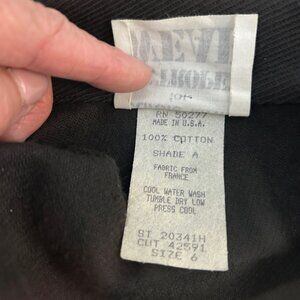 RN 56277
MADE IN U.S.A.
100% COTTON
SHADE A
FABRIC FROM
FRANCE
COOL WATER WASH
TUMBLE DRY LOW
PRESS COOL
ST 20341H
CUT 42591
SIZE 6